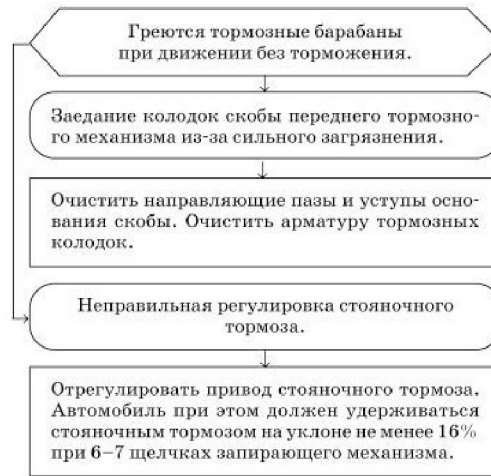 Греются тормозные барабаны
при движении без торможения.
Заедание колодок скобы переднего тормозно-
го механизма из-за сильного загрязнения.
Очистить направляющие пазы и уступы осно-
вания скобы. Очистить арматуру тормозных
колодок.
Неправильная регулировка стояночного
тормоза.
Отрегулировать привод стояночного тормоза.
Автомобиль при этом должен удерживаться
стояночным тормозом на уклоне не менее 16%
при 6–7 щелчках запирающего механизма.